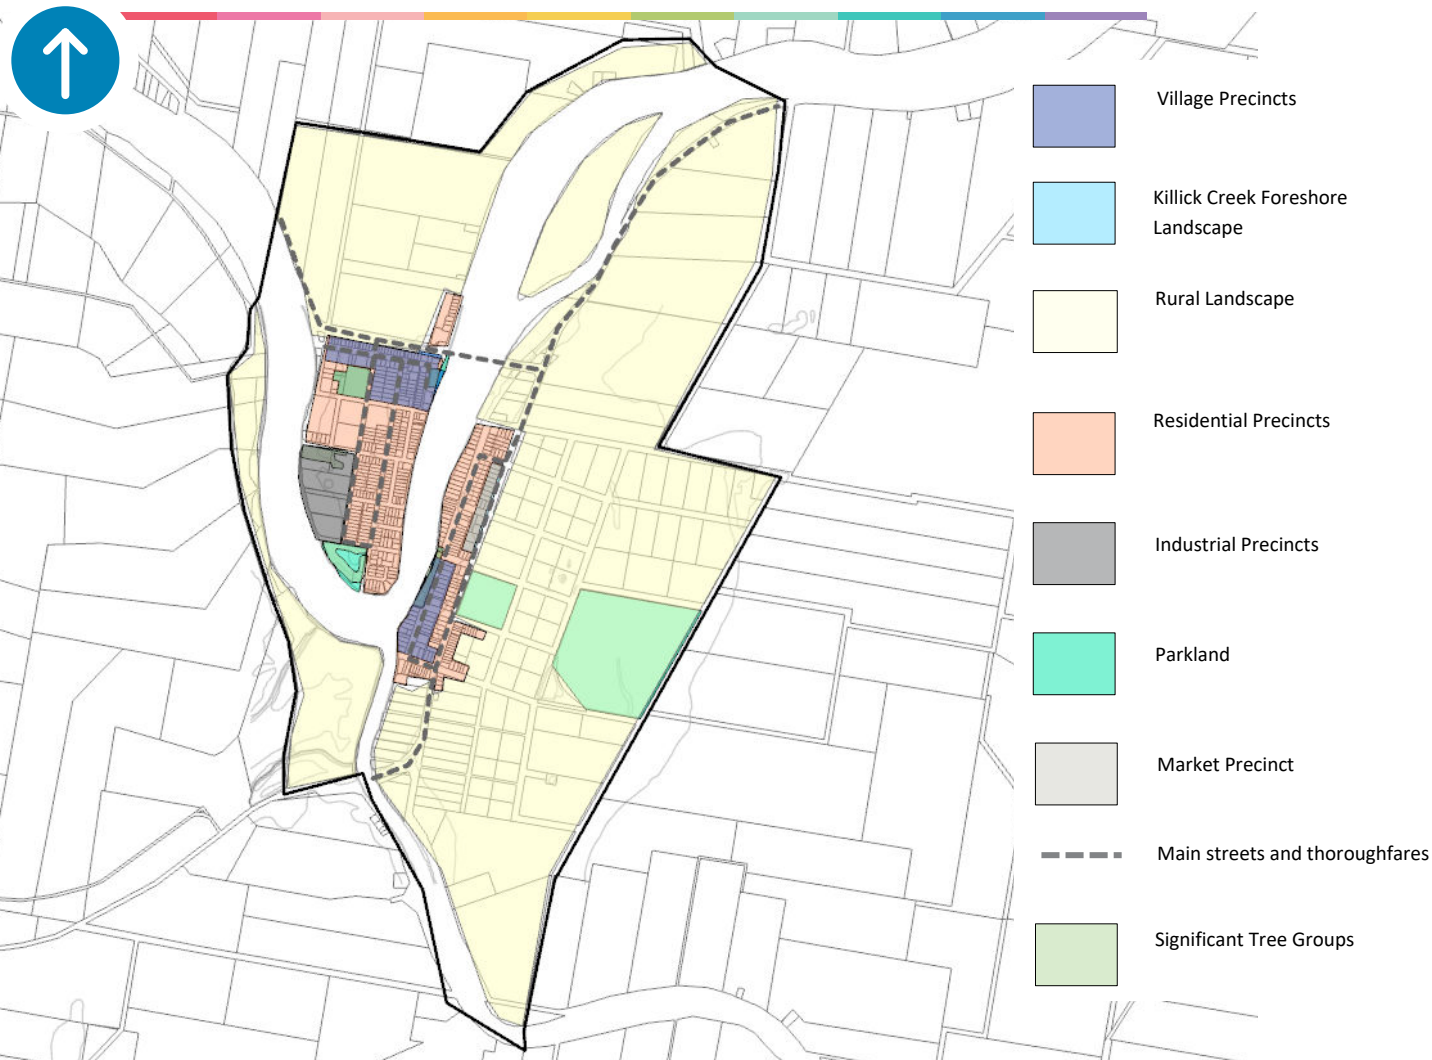 Village Precincts
Killick Creek Foreshore
Landscape
Rural Landscape
Residential Precincts
Industrial Precincts
Parkland
Market Precinct
Main streets and thoroughfares
Significant Tree Groups